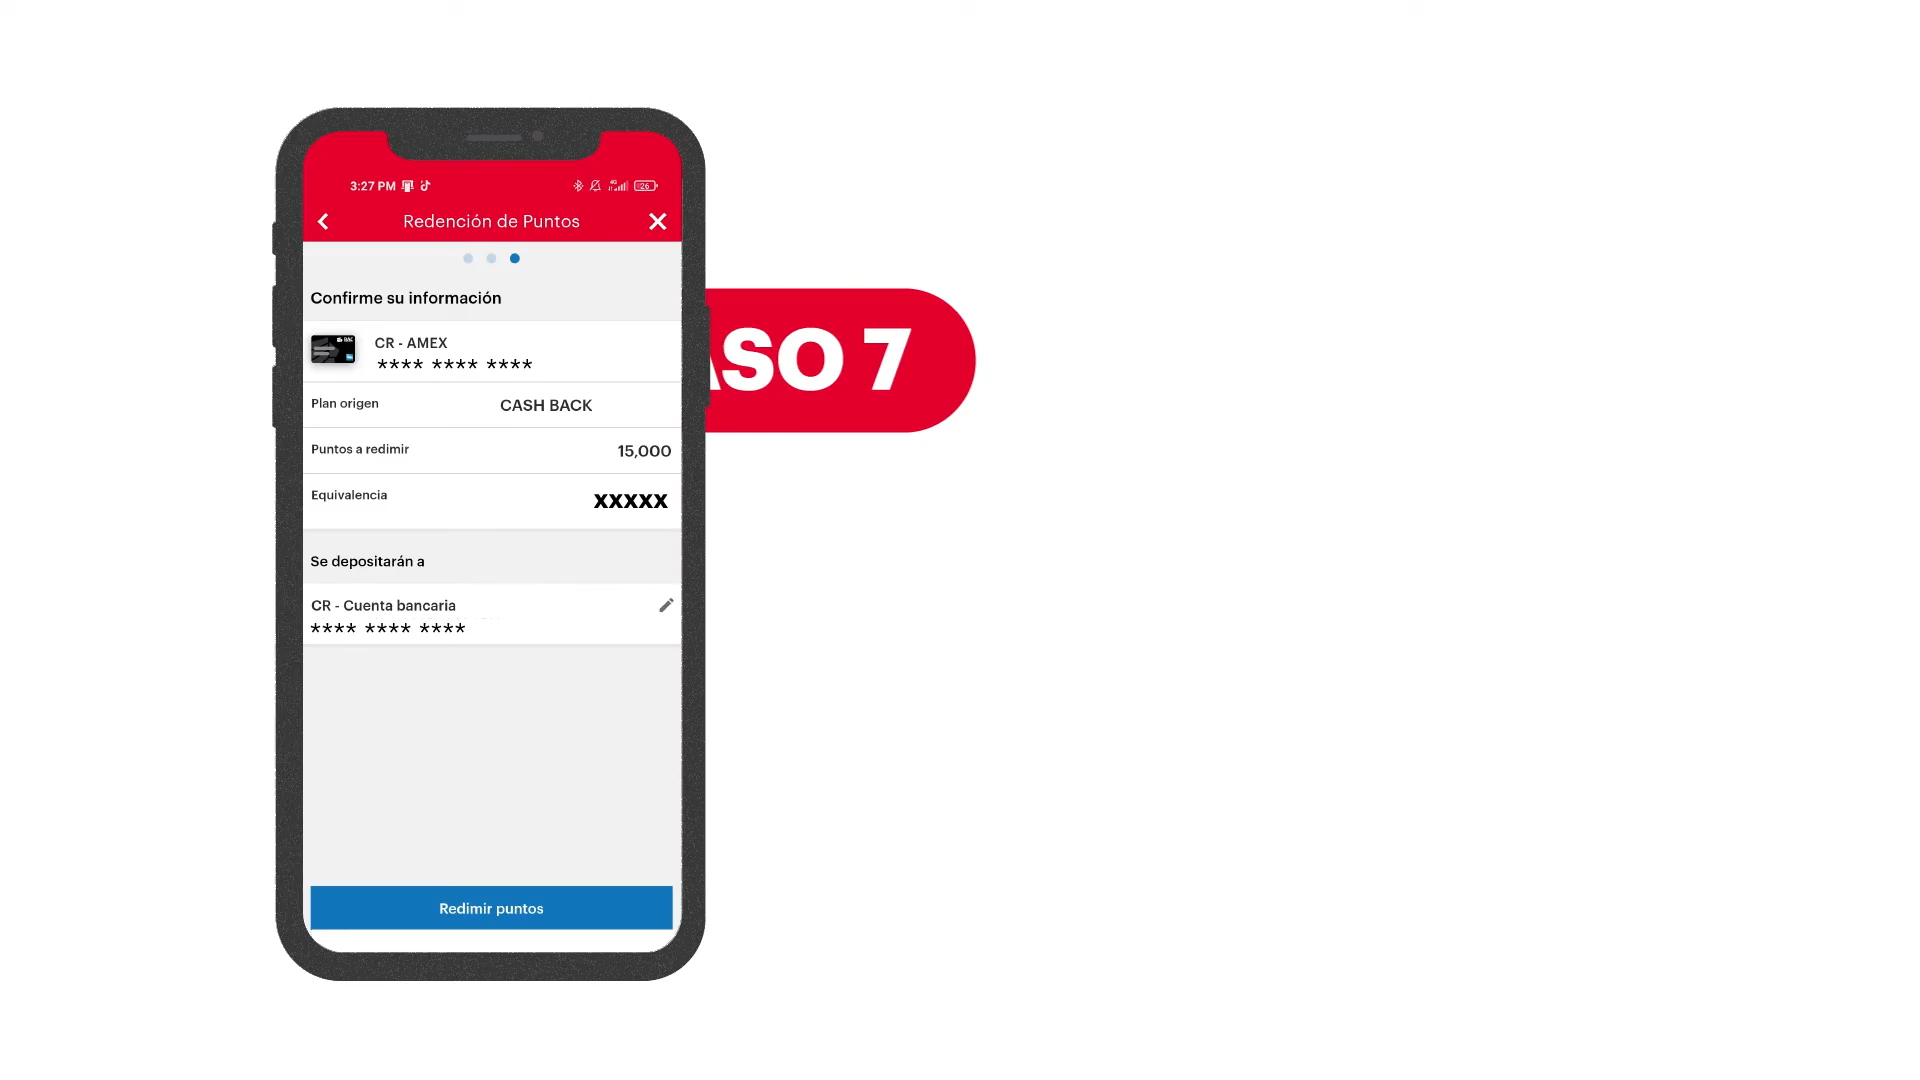 3:27 PM
26
Redención de Puntos
Confirme su información
CR - AMEX
**** **** ****
Plan origen
CASH BACK
Puntos a redimir
15,000
Equivalencia
XXXXX
Se depositarán a
CR - Cuenta bancaria
**** **** ****
Redimir puntos
ASO 7